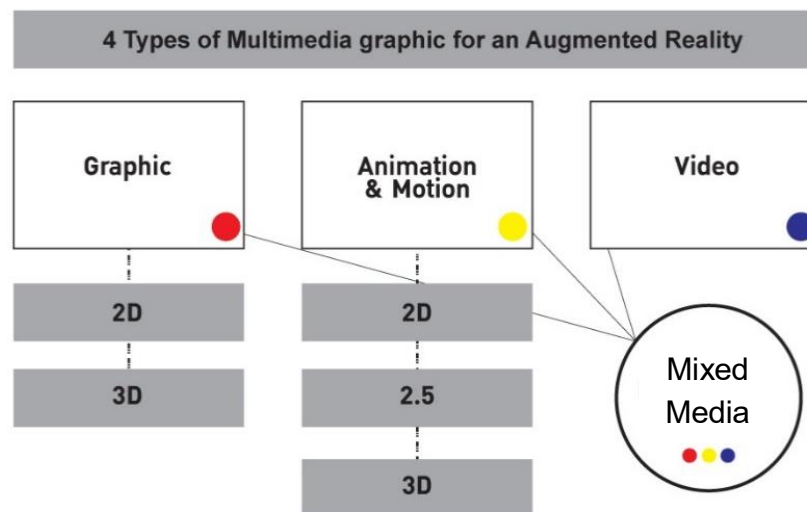 4 Types of Multimedia graphic for an Augmented Reality
Graphic
Animation
& Motion
Video
2D
2D
3D
2.5
3D
Mixed
Media